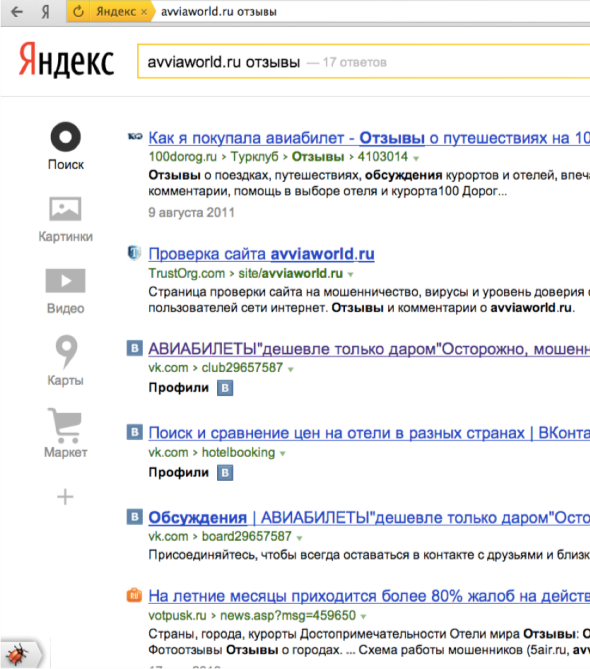 Я Яндекс × avviaworld.ru отзывы
Яндекс avviaworld.ru отзывы — 17 ответов
Поиск
Картинки
Видео
Карты
Маркет
Как я покупала авиабилет - Отзывы о путешествиях на 10
100dorog.ru › Турклуб › Отзывы › 4103014
Отзывы о поездках, путешествиях, обсуждения курортов и отелей, впеча
комментарии, помощь в выборе отеля и курорта100 Дорог...
9 августа 2011
Проверка сайта avviaworld.ru
TrustOrg.com › site/avviaworld.ru
Страница проверки сайта на мошенничество, вирусы и уровень доверия с
пользователей сети интернет. Отзывы и комментарии о avviaworld.ru.
В АВИАБИЛЕТЫ"дешевле только даром"Осторожно, мошенн
vk.com › club29657587
Профили В
В Поиск и сравнение цен на отели в разных странах | ВКонта
vk.com › hotelbooking
Профили В
В Обсуждения | АВИАБИЛЕТЫ"дешевле только даром"Осто
vk.com › board29657587
Присоединяйтесь, чтобы всегда оставаться в контакте с друзьями и близк
На летние месяцы приходится более 80% жалоб на действ
votpusk.ru › news.asp?msg=459650
Страны, города, курорты Достопримечательности Отели мира Отзывы: О
Фотоотзывы Отзывы о городах. ... Схема работы мошенников (5air.ru, av